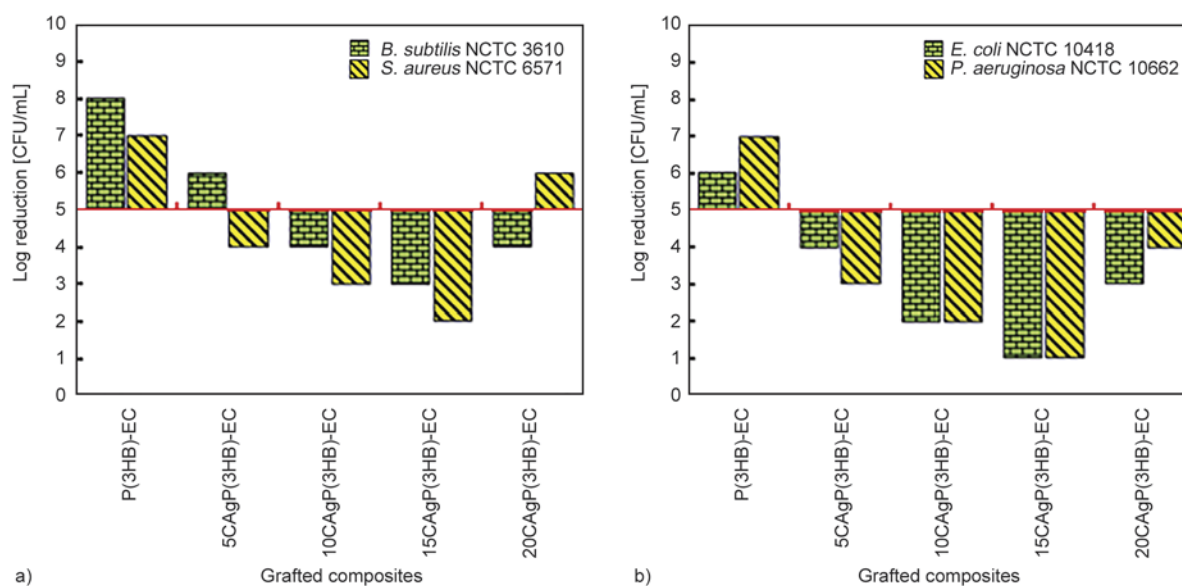 10
9
8
7
6
5
4
3
2
1
0
Log reduction [CFU/mL]
B. subtilis NCTC 3610
S. aureus NCTC 6571
P(3HB)-EC
5CAgP(3HB)-EC
10CAgP(3HB)-EC
15CAgP(3HB)-EC
20CAgP(3HB)-EC
a)
Grafted composites
10
9
8
7
6
5
4
3
2
1
0
Log reduction [CFU/mL]
E. coli NCTC 10418
P. aeruginosa NCTC 10662
P(3HB)-EC
5CAgP(3HB)-EC
10CAgP(3HB)-EC
15CAgP(3HB)-EC
20CAgP(3HB)-EC
b)
Grafted composites